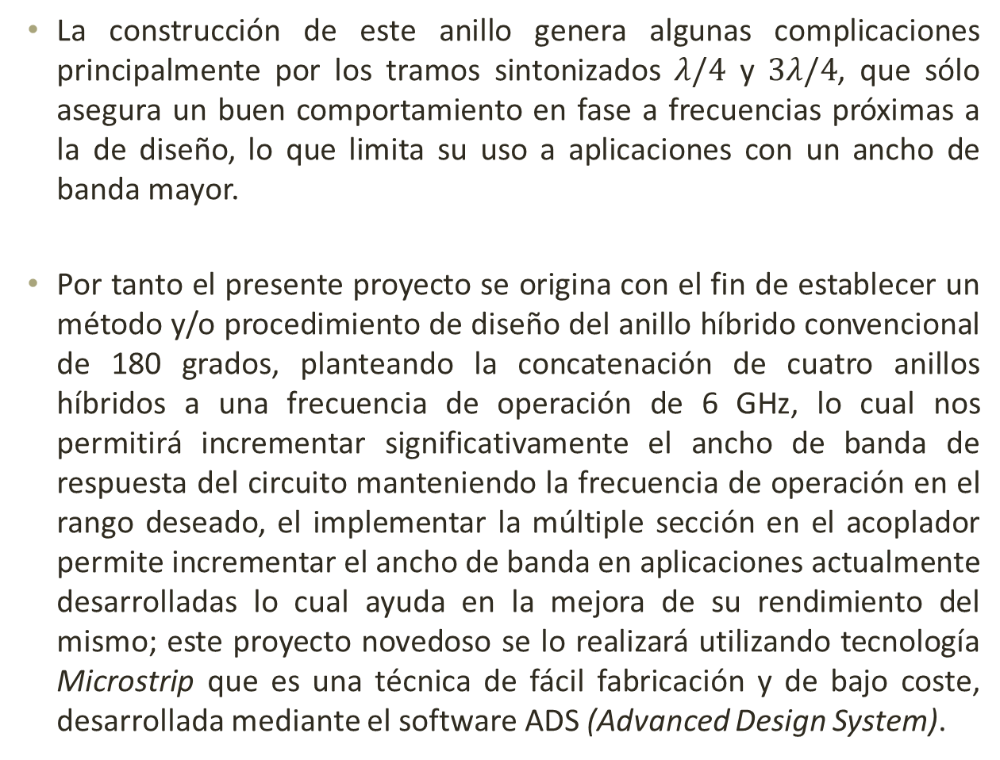 • La construcción de este anillo genera algunas complicaciones
principalmente por los tramos sintonizados 𝜆/4 y 3𝜆/4, que sólo
asegura un buen comportamiento en fase a frecuencias próximas a
la de diseño, lo que limita su uso a aplicaciones con un ancho de
banda mayor.
• Por tanto el presente proyecto se origina con el fin de establecer un
método y/o procedimiento de diseño del anillo híbrido convencional
de 180 grados, planteando la concatenación de cuatro anillos
híbridos a una frecuencia de operación de 6 GHz, lo cual nos
permitirá incrementar significativamente el ancho de banda de
respuesta del circuito manteniendo la frecuencia de operación en el
rango deseado, el implementar la múltiple sección en el acoplador
permite incrementar el ancho de banda en aplicaciones actualmente
desarrolladas lo cual ayuda en la mejora de su rendimiento del
mismo; este proyecto novedoso se lo realizará utilizando tecnología
Microstrip que es una técnica de fácil fabricación y de bajo coste,
desarrollada mediante el software ADS (Advanced Design System).